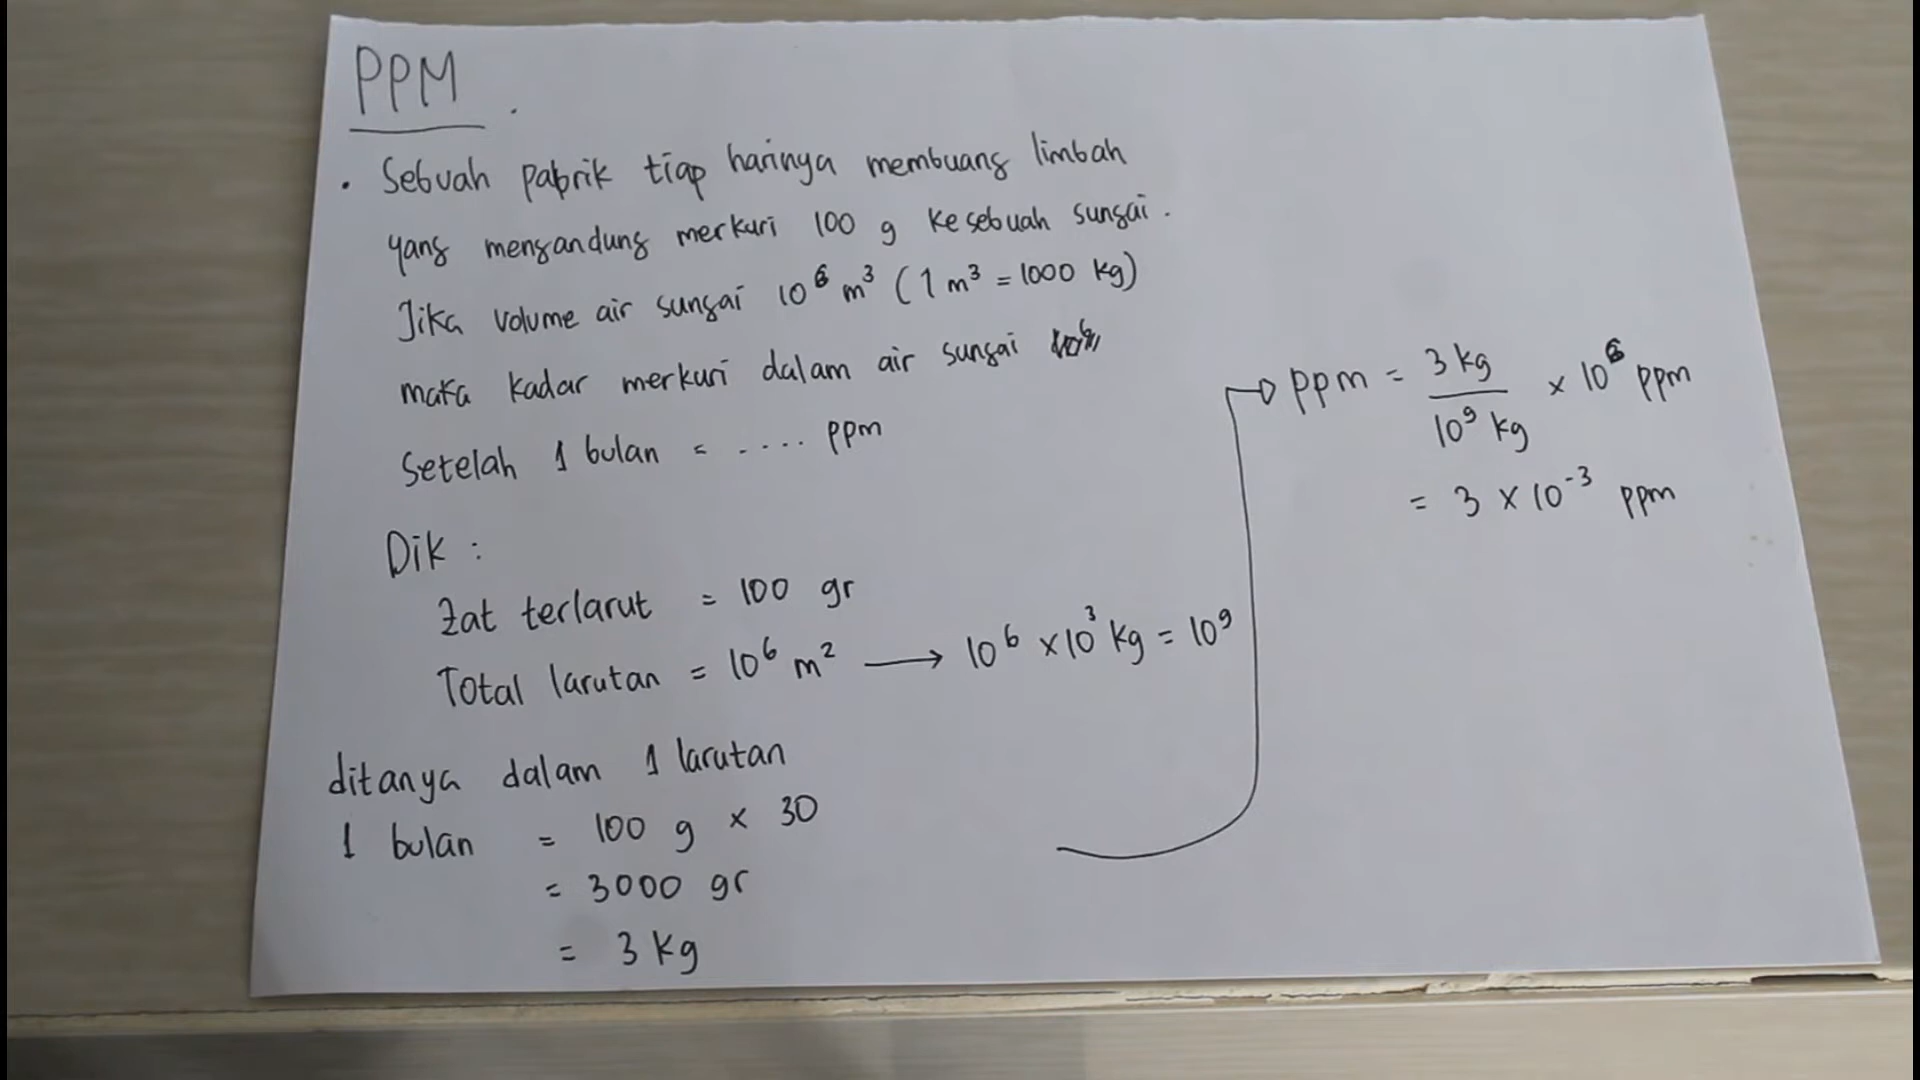 PPM
• Sebuah pabrik tiap harinya membuang limbah
yang mengandung merkuri 100 g kesebuah sungai.
Jika volume air sungai 10⁶ m³ (1 m³ = 1000 kg)
maka kadar merkuri dalam air sungai
Setelah 1 bulan = .... ppm
Dik :
Zat terlarut = 100 gr
Total larutan = 10⁶ m² → 10⁶ × 10³ kg = 10⁹
ditanya dalam 1 larutan
1 bulan = 100 g × 30
= 3000 gr
= 3 kg
→ ppm = 3 kg / 10⁹ kg × 10⁶ ppm
= 3 × 10⁻³ ppm